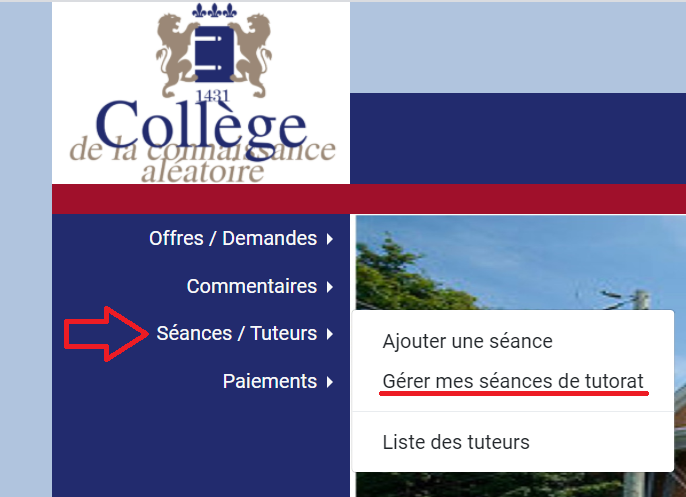 1431
Collège
de la connaissance
aléatoire
Offres / Demandes
Commentaires
Séances / Tuteurs
Paiements
Ajouter une séance
Gérer mes séances de tutorat
Liste des tuteurs